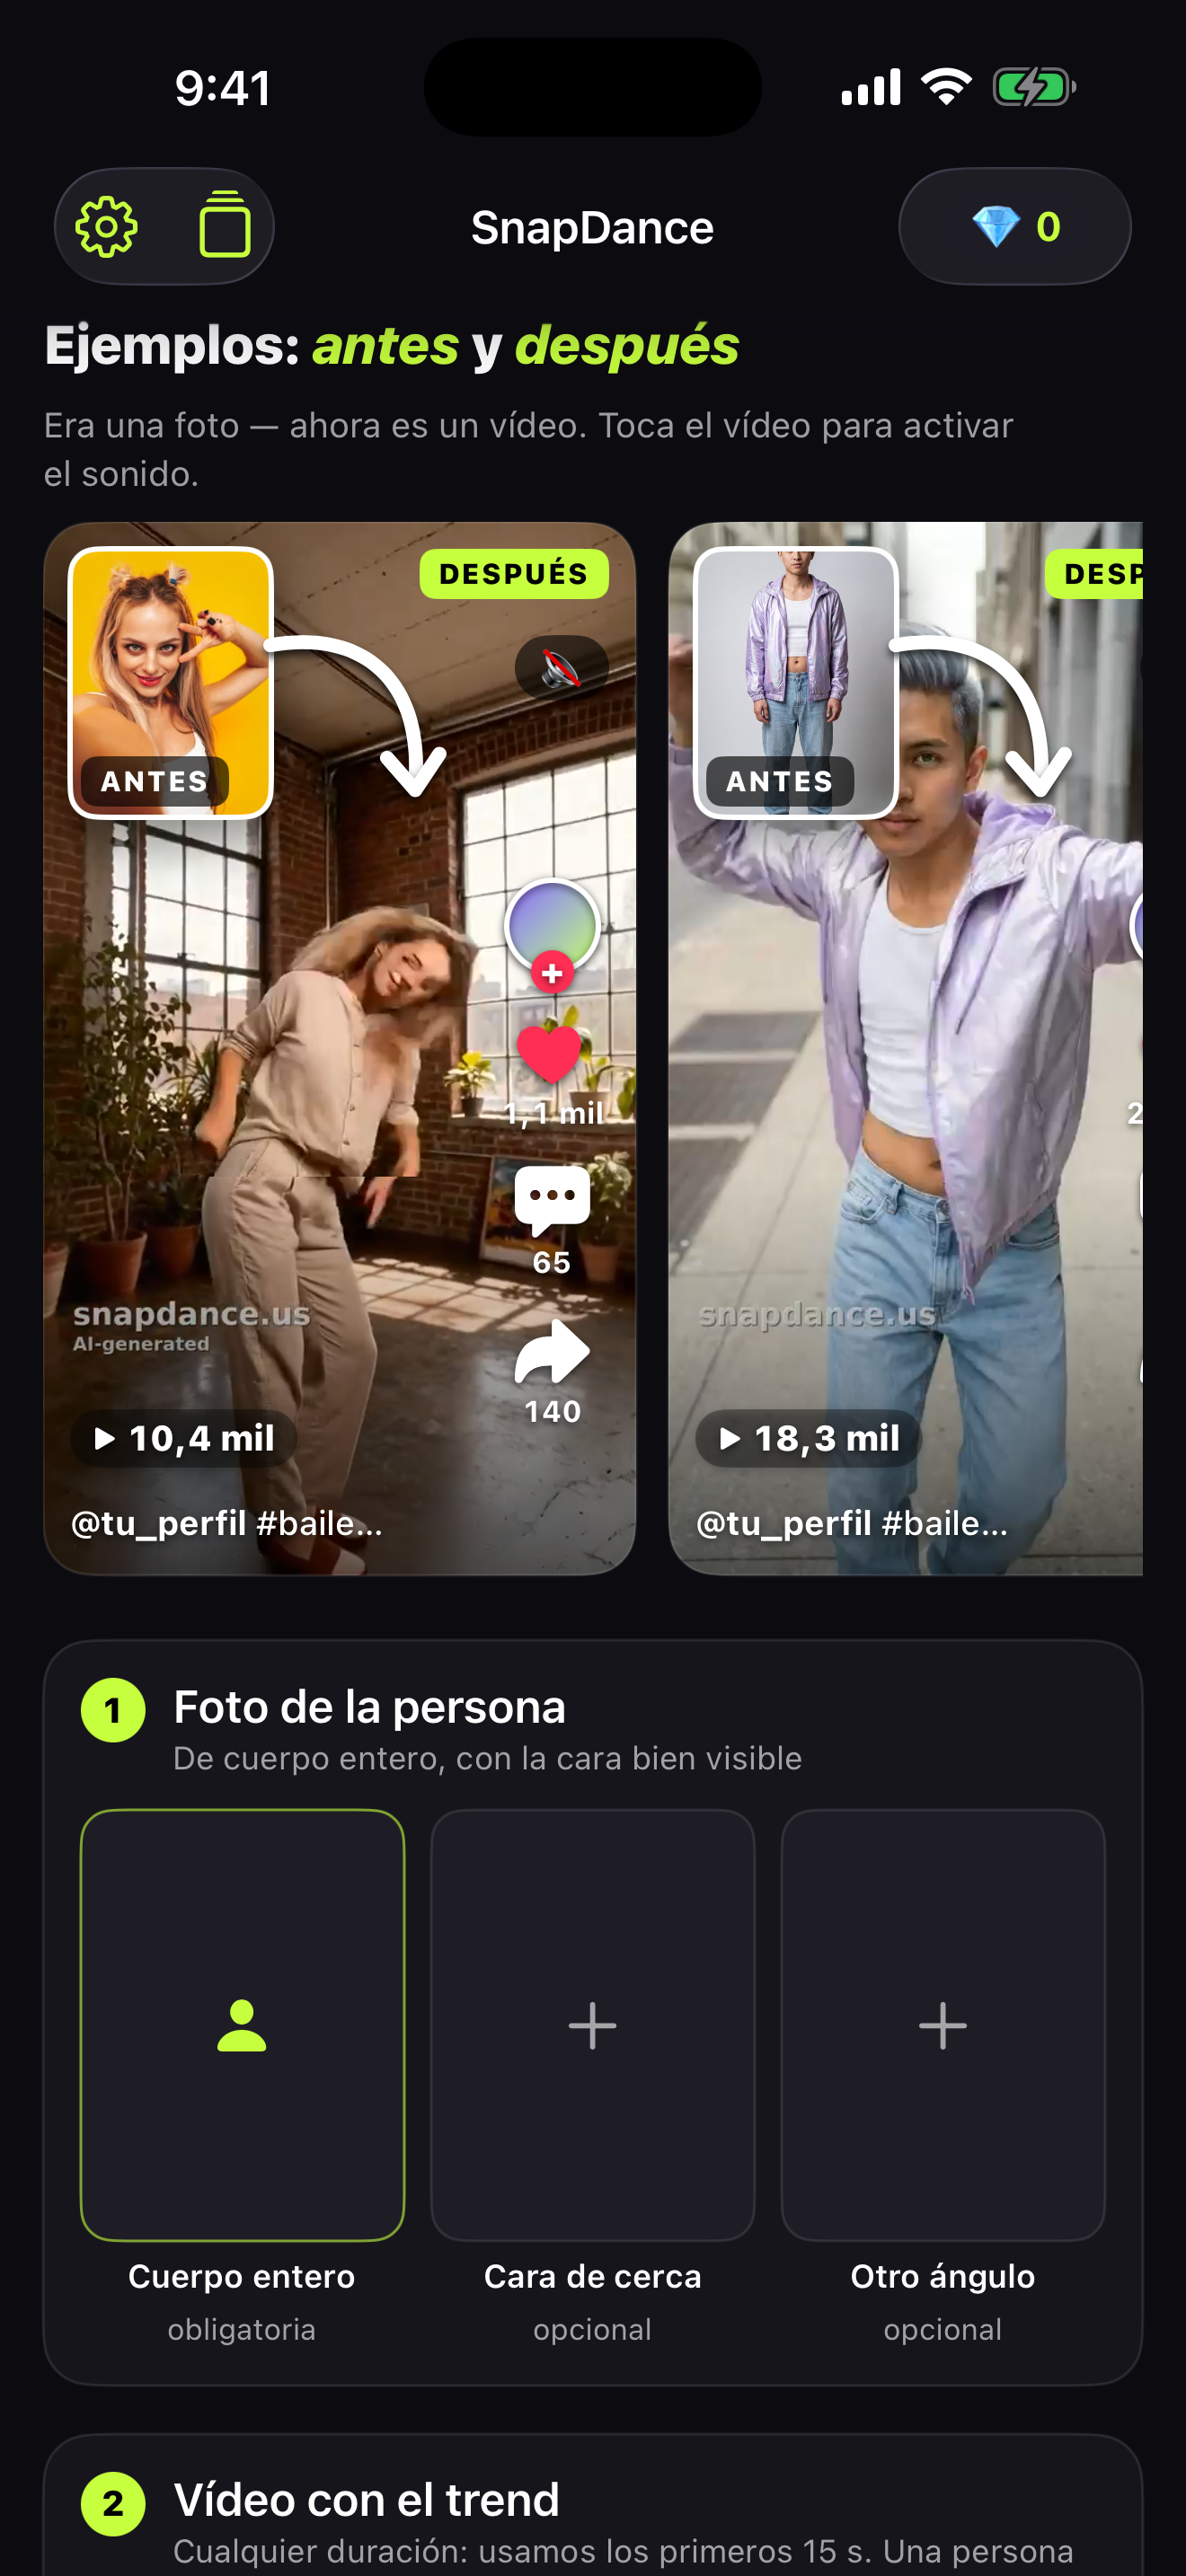 9:41
SnapDance
0
Ejemplos: antes y después
Era una foto — ahora es un vídeo. Toca el vídeo para activar
el sonido.
DESPUÉS
ANTES
1,1 mil
65
140
snapdance.us
AI-generated
10,4 mil
@tu_perfil #baile...
DESP
ANTES
2
snapdance.us
18,3 mil
@tu_perfil #baile...
1
Foto de la persona
De cuerpo entero, con la cara bien visible
Cuerpo entero
obligatoria
Cara de cerca
opcional
Otro ángulo
opcional
2
Vídeo con el trend
Cualquier duración: usamos los primeros 15 s. Una persona